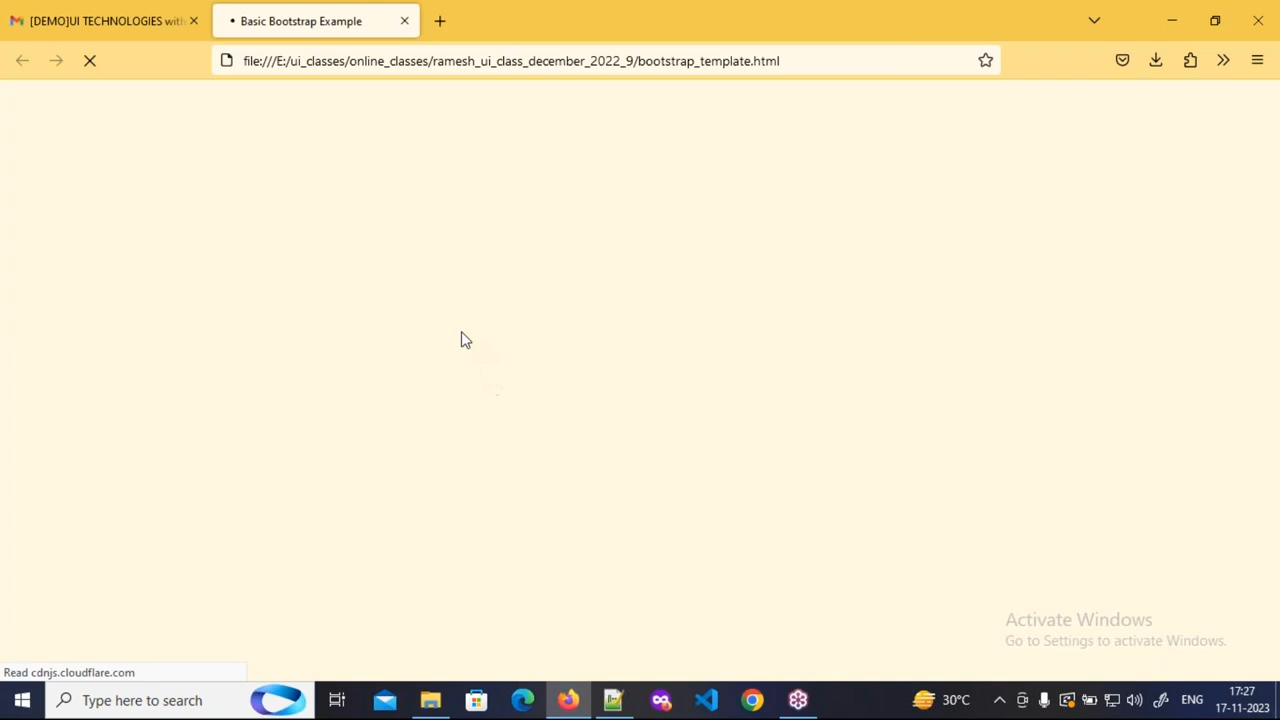 [DEMO]UI TECHNOLOGIES with
Basic Bootstrap Example
file:///E:/ui_classes/online_classes/ramesh_ui_class_december_2022_9/bootstrap_template.html
Activate Windows
Go to Settings to activate Windows.
Read cdnjs.cloudflare.com
Type here to search
30°C
ENG
17:27
17-11-2023